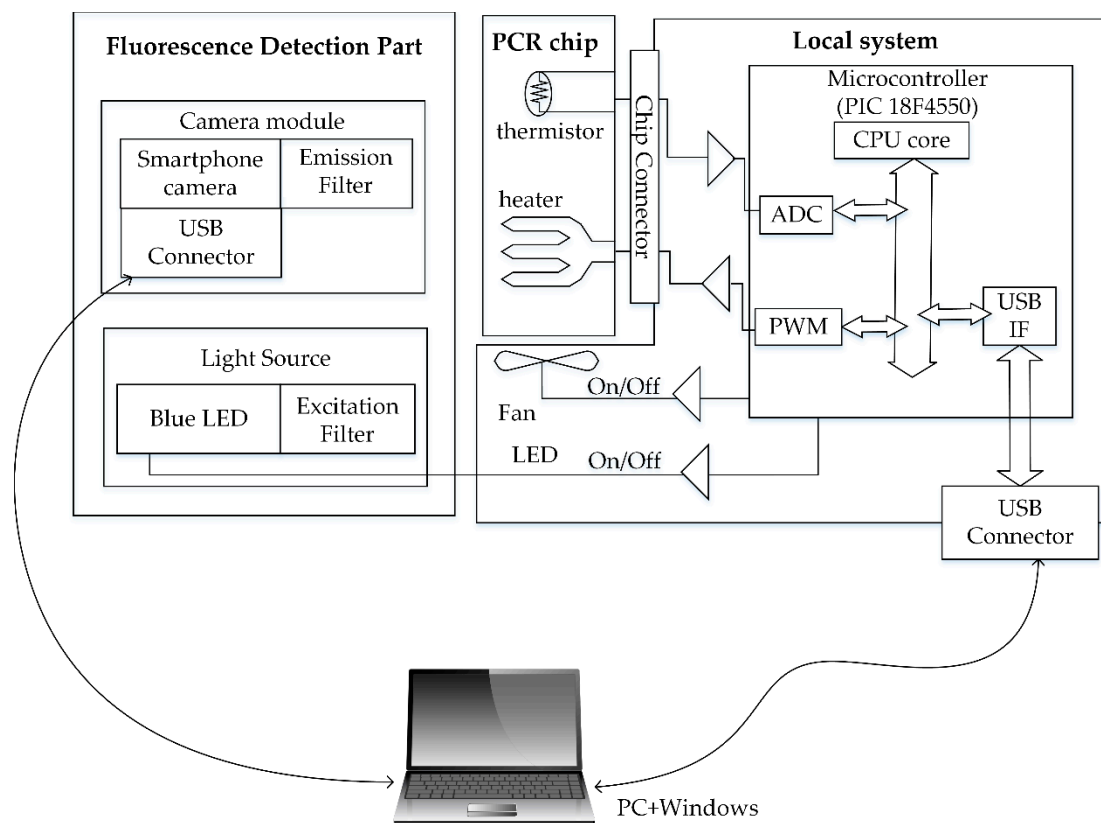 Fluorescence Detection Part
Camera module
Smartphone
camera
Emission
Filter
USB
Connector
Light Source
Blue LED
Excitation
Filter
PCR chip
thermistor
heater
Chip Connector
Local system
Microcontroller
(PIC 18F4550)
CPU core
ADC
PWM
USB
IF
Fan
On/Off
LED
On/Off
USB
Connector
PC+Windows